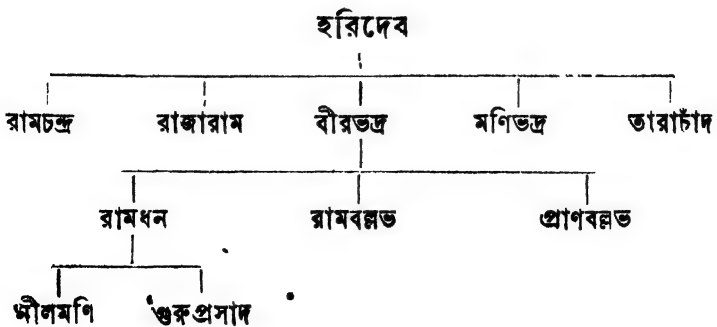 হরিদেব
রামচন্দ্র রাজারাম বীরভদ্র মণিভদ্র তারাচাঁদ
রামধন রামবল্লভ প্রাণবল্লভ
নীলমণি গুরুপ্রসাদ